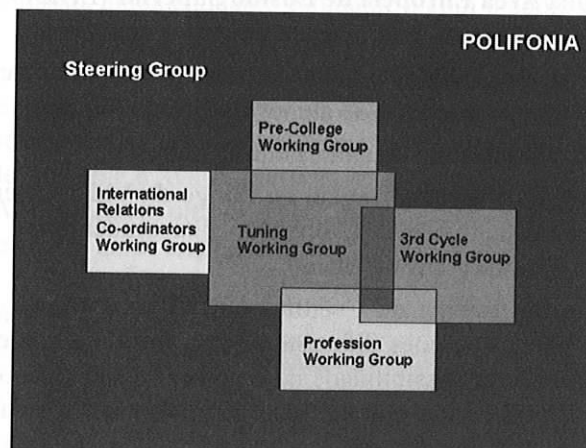 POLIFONIA
Steering Group
Pre-College
Working Group
International
Relations
Co-ordinators
Working Group
Tuning
Working Group
3rd Cycle
Working Group
Profession
Working Group